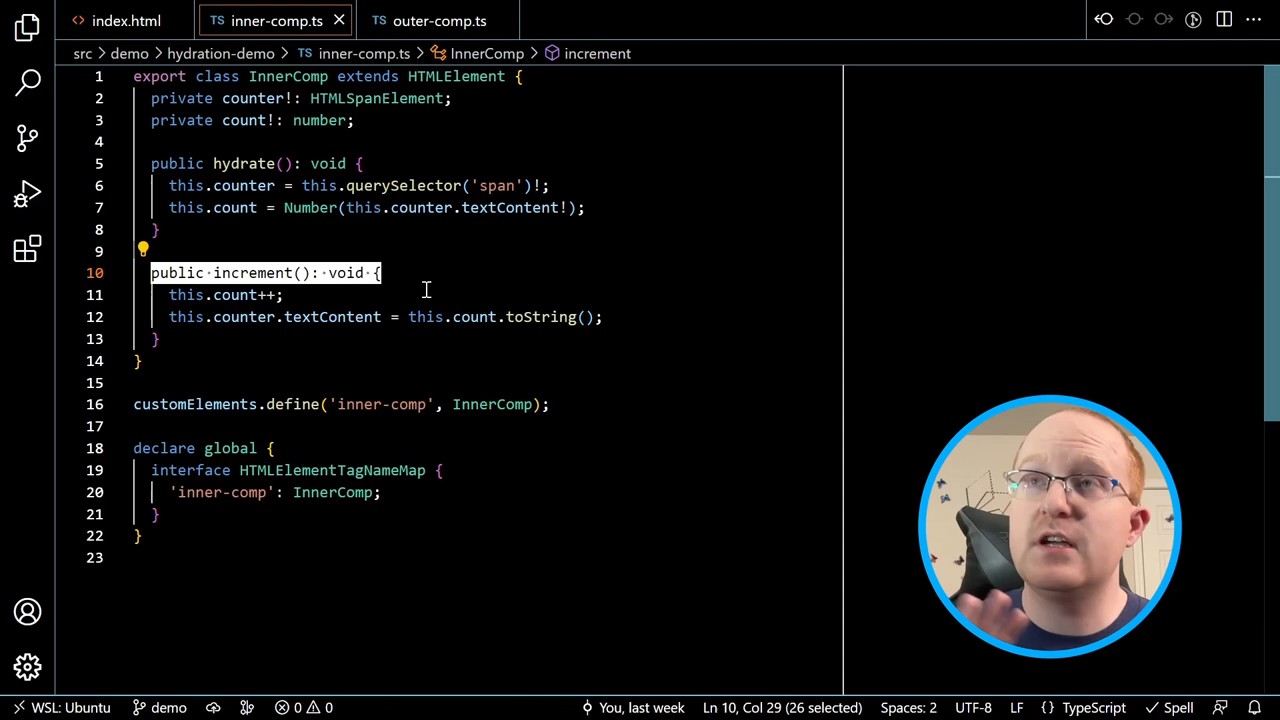 index.html
TS inner-comp.ts
TS outer-comp.ts
src > demo > hydration-demo > TS inner-comp.ts > InnerComp > increment
1 export class InnerComp extends HTMLElement {
2 private counter!: HTMLSpanElement;
3 private count!: number;
4
5 public hydrate(): void {
6 this.counter = this.querySelector('span')!;
7 this.count = Number(this.counter.textContent!);
8 }
9
10 public·increment():·void·{
11 this.count++;
12 this.counter.textContent = this.count.toString();
13 }
14 }
15
16 customElements.define('inner-comp', InnerComp);
17
18 declare global {
19 interface HTMLElementTagNameMap {
20 'inner-comp': InnerComp;
21 }
22 }
23
WSL: Ubuntu demo 0 0 You, last week Ln 10, Col 29 (26 selected) Spaces: 2 UTF-8 LF {} TypeScript Spell